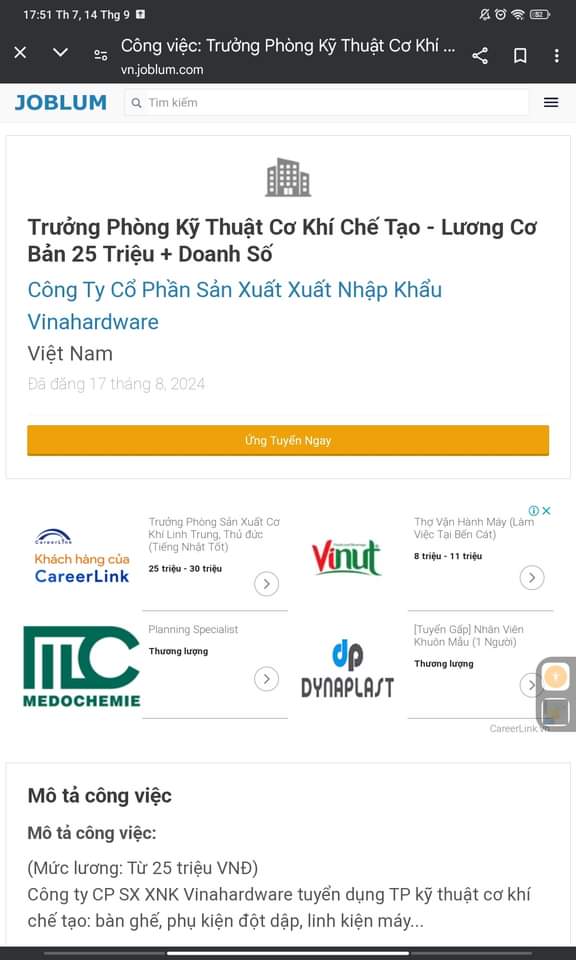 17:51 Th 7, 14 Thg 9
52
Công việc: Trưởng Phòng Kỹ Thuật Cơ Khí ...
vn.joblum.com
JOBLUM
Tìm kiếm
Trưởng Phòng Kỹ Thuật Cơ Khí Chế Tạo - Lương Cơ
Bản 25 Triệu + Doanh Số
Công Ty Cổ Phần Sản Xuất Xuất Nhập Khẩu
Vinahardware
Việt Nam
Đã đăng 17 tháng 8, 2024
Ứng Tuyển Ngay
CareerLink
Khách hàng của
CareerLink
Trưởng Phòng Sản Xuất Cơ
Khí Linh Trung, Thủ đức
(Tiếng Nhật Tốt)
25 triệu - 30 triệu
Vinut
Thợ Vận Hành Máy (Làm
Việc Tại Bến Cát)
8 triệu - 11 triệu
MC
MEDOCHEMIE
Planning Specialist
Thương lượng
dp
DYNAPLAST
[Tuyển Gấp] Nhân Viên
Khuôn Mẫu (1 Người)
Thương lượng
CareerLink.vn
Mô tả công việc
Mô tả công việc:
(Mức lương: Từ 25 triệu VNĐ)
Công ty CP SX XNK Vinahardware tuyển dụng TP kỹ thuật cơ khí
chế tạo: bàn ghế, phụ kiện đột dập, linh kiện máy...